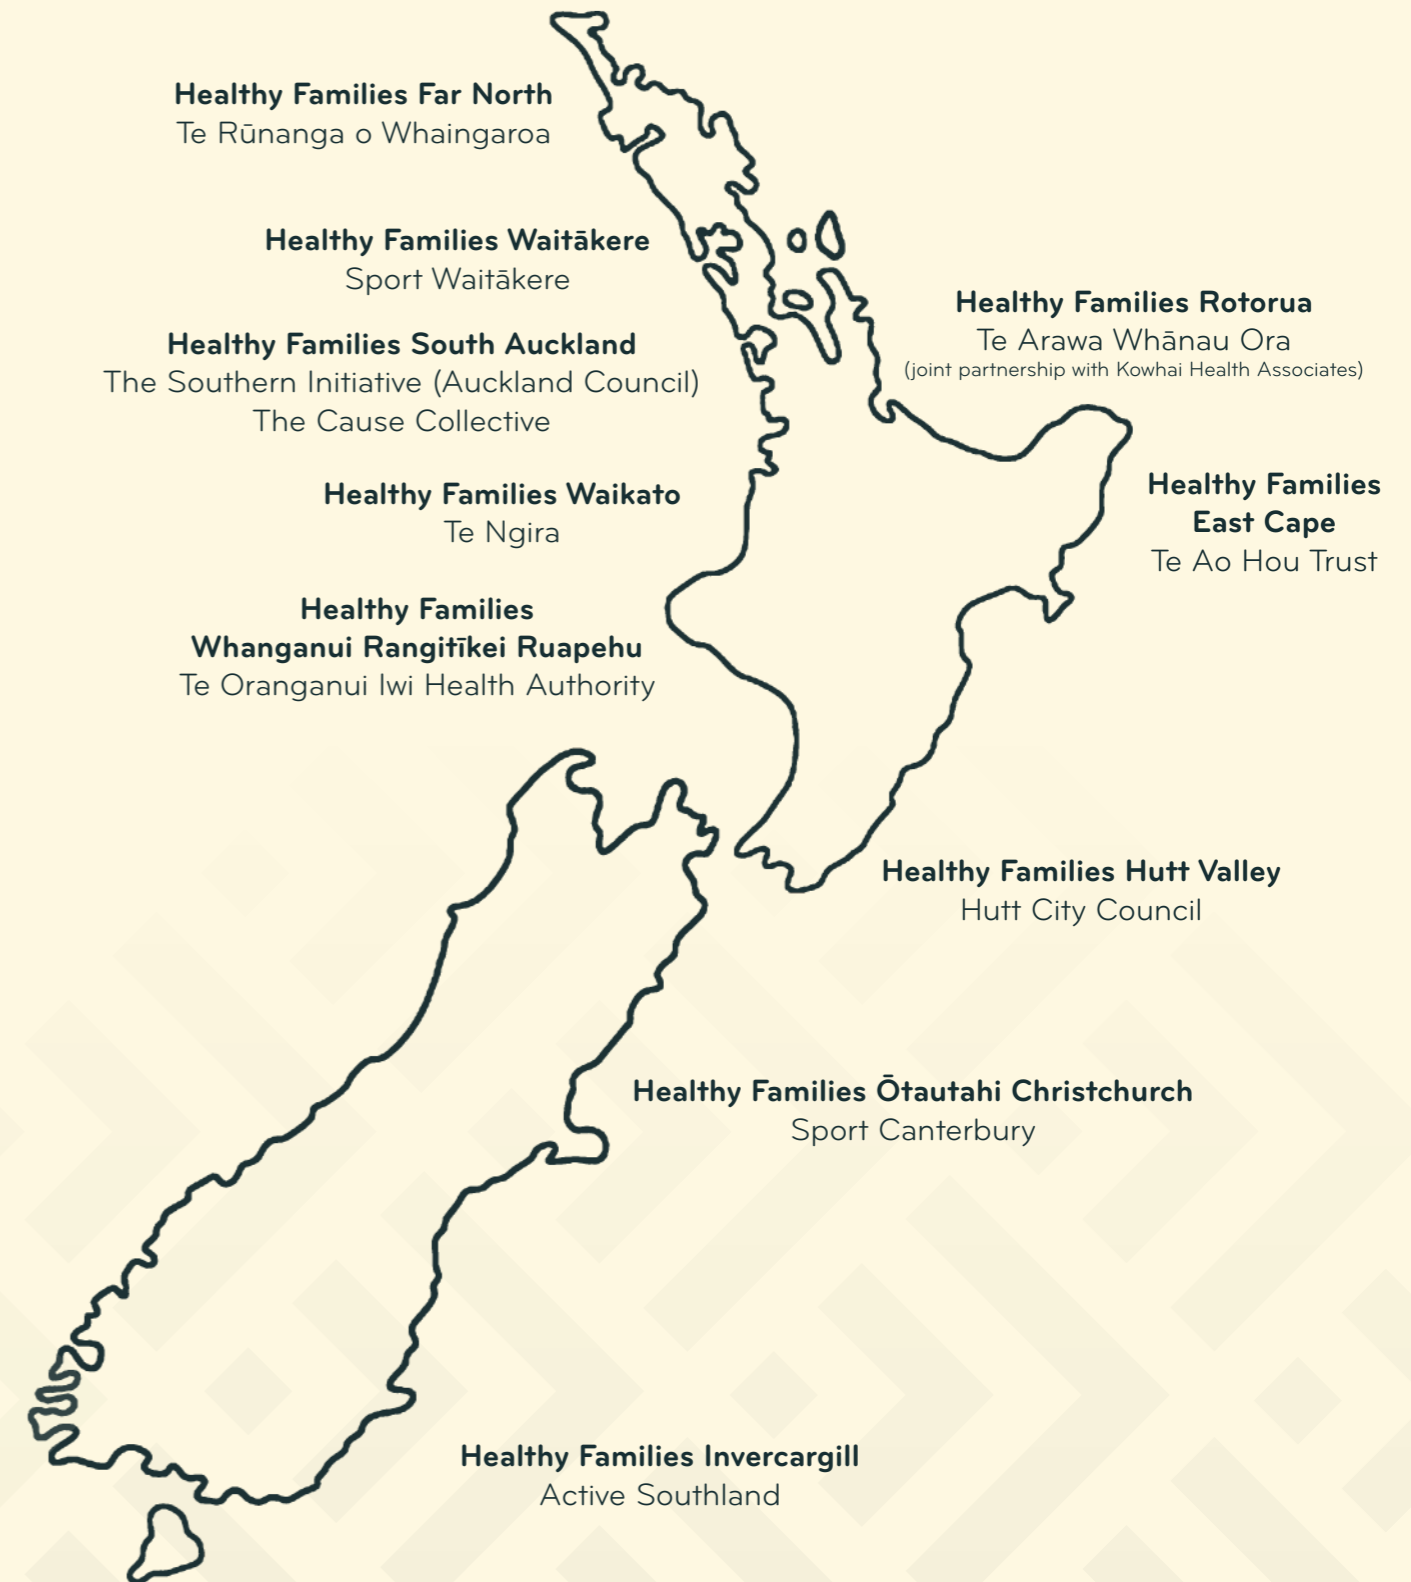 Healthy Families Far North
Te Rūnanga o Whaingaroa
Healthy Families Waitākere
Sport Waitākere
Healthy Families South Auckland
The Southern Initiative (Auckland Council)
The Cause Collective
Healthy Families Waikato
Te Ngira
Healthy Families
Whanganui Rangitīkei Ruapehu
Te Oranganui Iwi Health Authority
Healthy Families Rotorua
Te Arawa Whānau Ora
(joint partnership with Kowhai Health Associates)
Healthy Families
East Cape
Te Ao Hou Trust
Healthy Families Hutt Valley
Hutt City Council
Healthy Families Ōtautahi Christchurch
Sport Canterbury
Healthy Families Invercargill
Active Southland